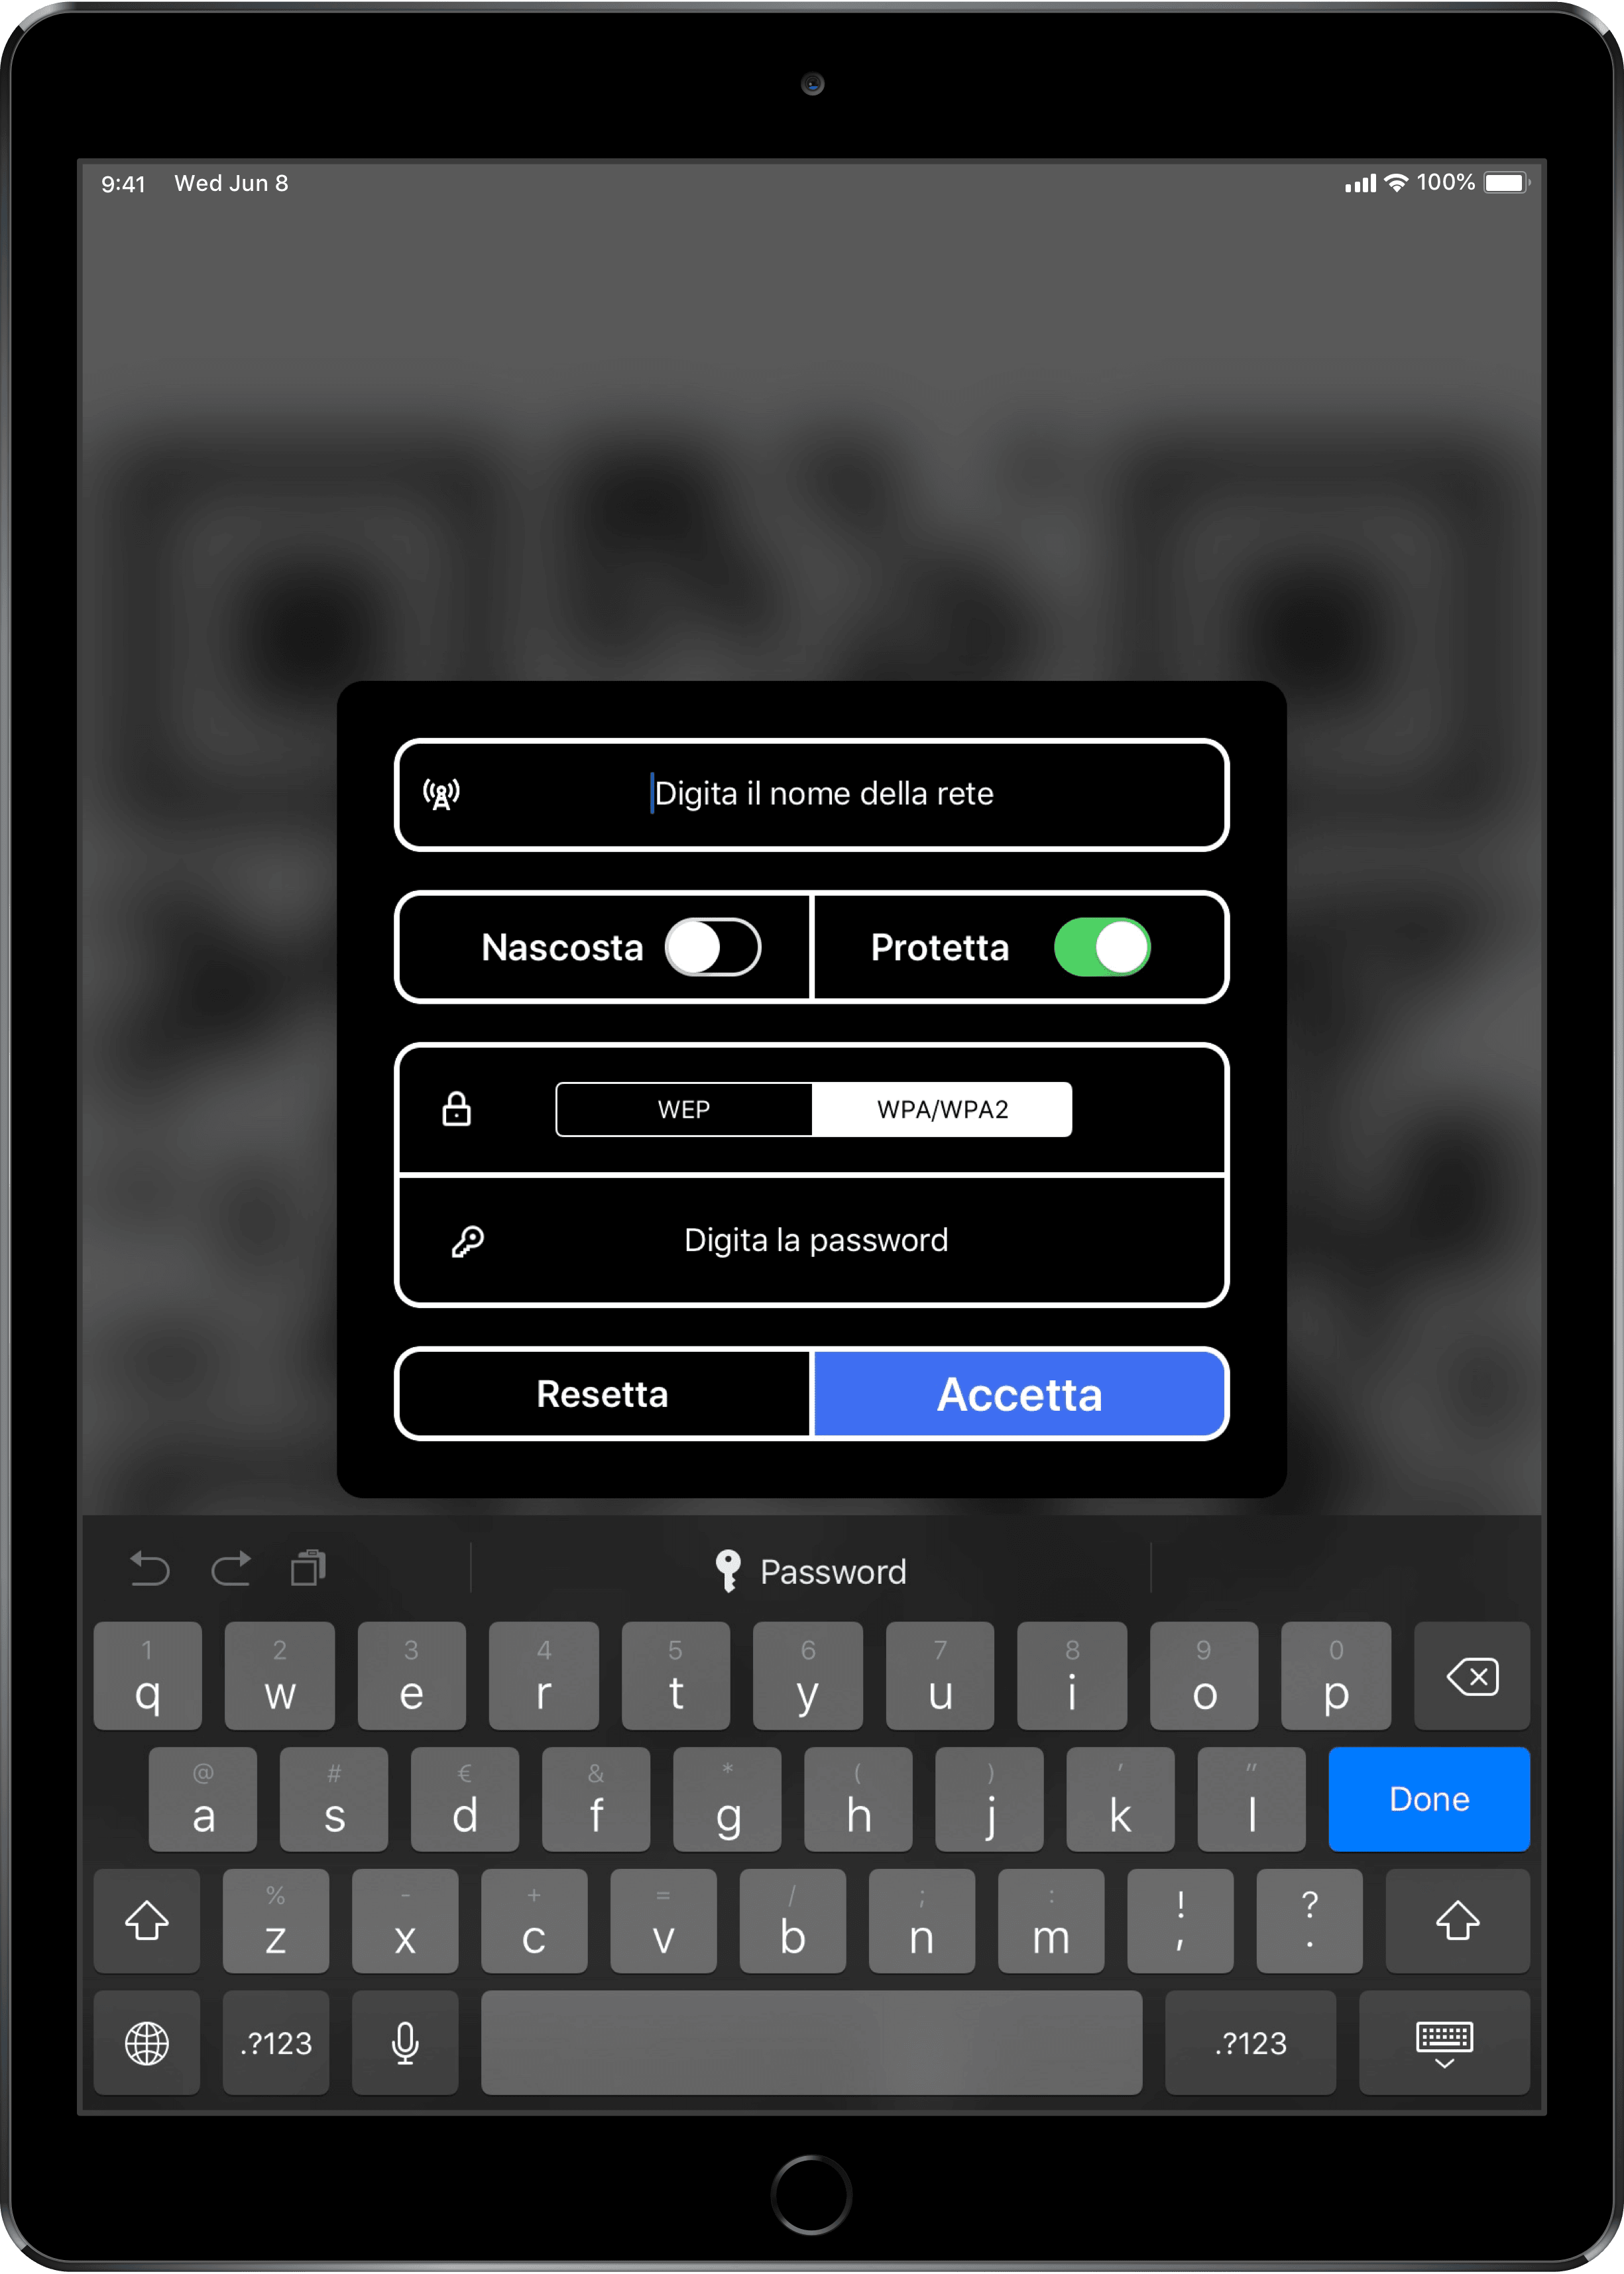 9:41 Wed Jun 8 100%
Digita il nome della rete
Nascosta Protetta
WEP WPA/WPA2
Digita la password
Resetta Accetta
Password
1 2 3 4 5 6 7 8 9 0
q w e r t y u i o p
@ # € & * ( ) ' "
a s d f g h j k l Done
% - + = / ; : ! ?
z x c v b n m , .
.?123 .?123